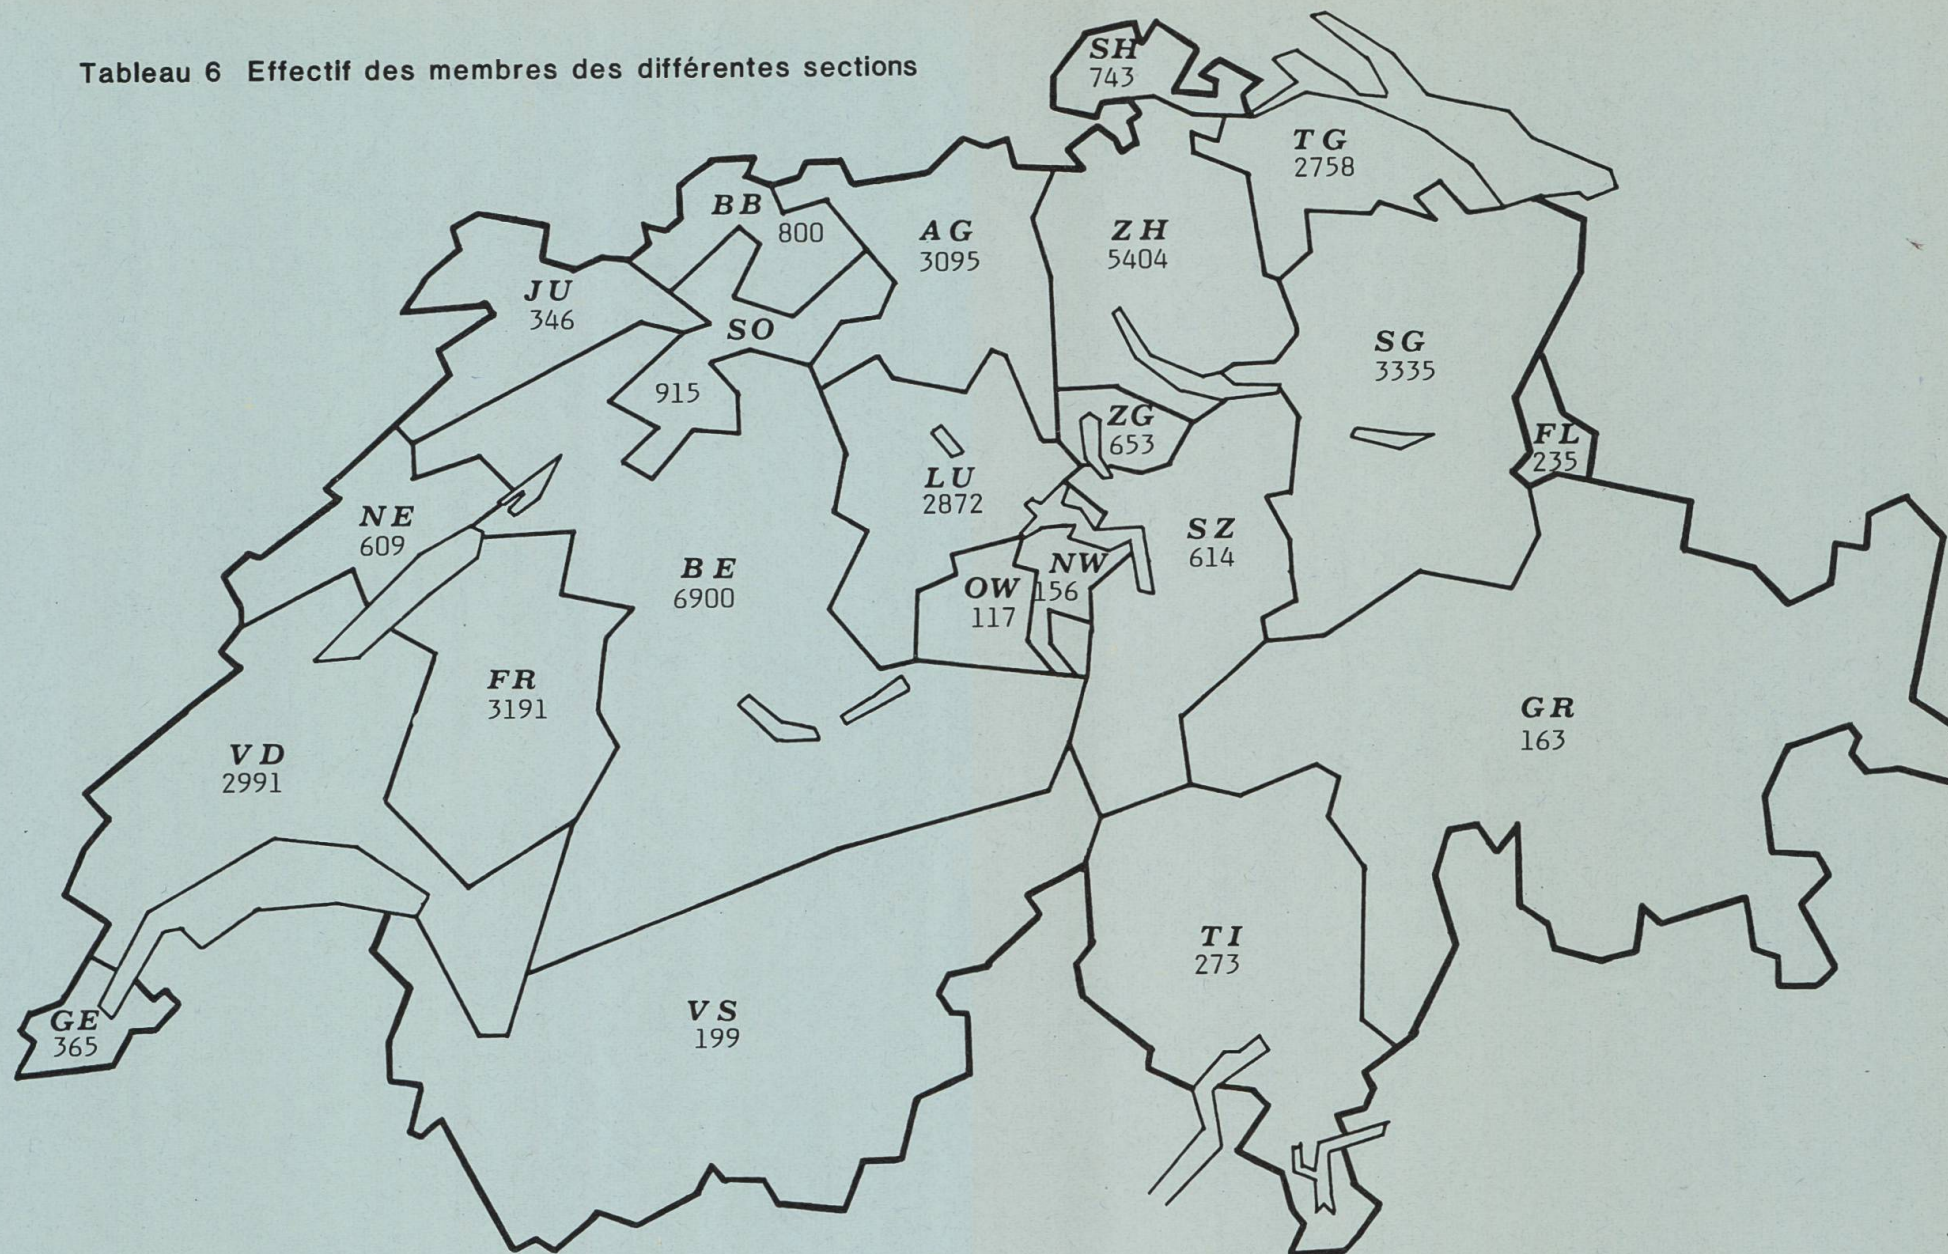 Tableau 6 Effectif des membres des différentes sections
SH
743
TG
2758
BB
800
AG
3095
ZH
5404
JU
346
SO
915
SG
3335
ZG
653
FL
235
LU
2872
NE
609
SZ
614
BE
6900
NW
156
OW
117
FR
3191
GR
163
VD
2991
TI
273
VS
199
GE
365